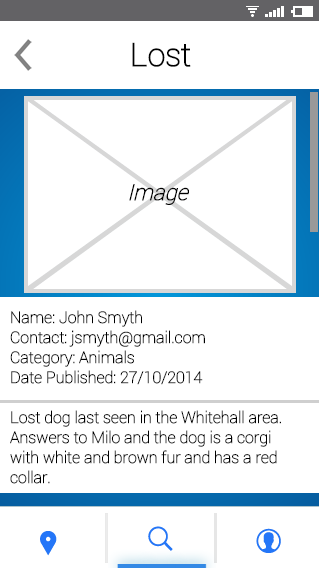 Lost
Image
Name: John Smyth
Contact: jsmyth@gmail.com
Category: Animals
Date Published: 27/10/2014
Lost dog last seen in the Whitehall area.
Answers to Milo and the dog is a corgi
with white and brown fur and has a red
collar.